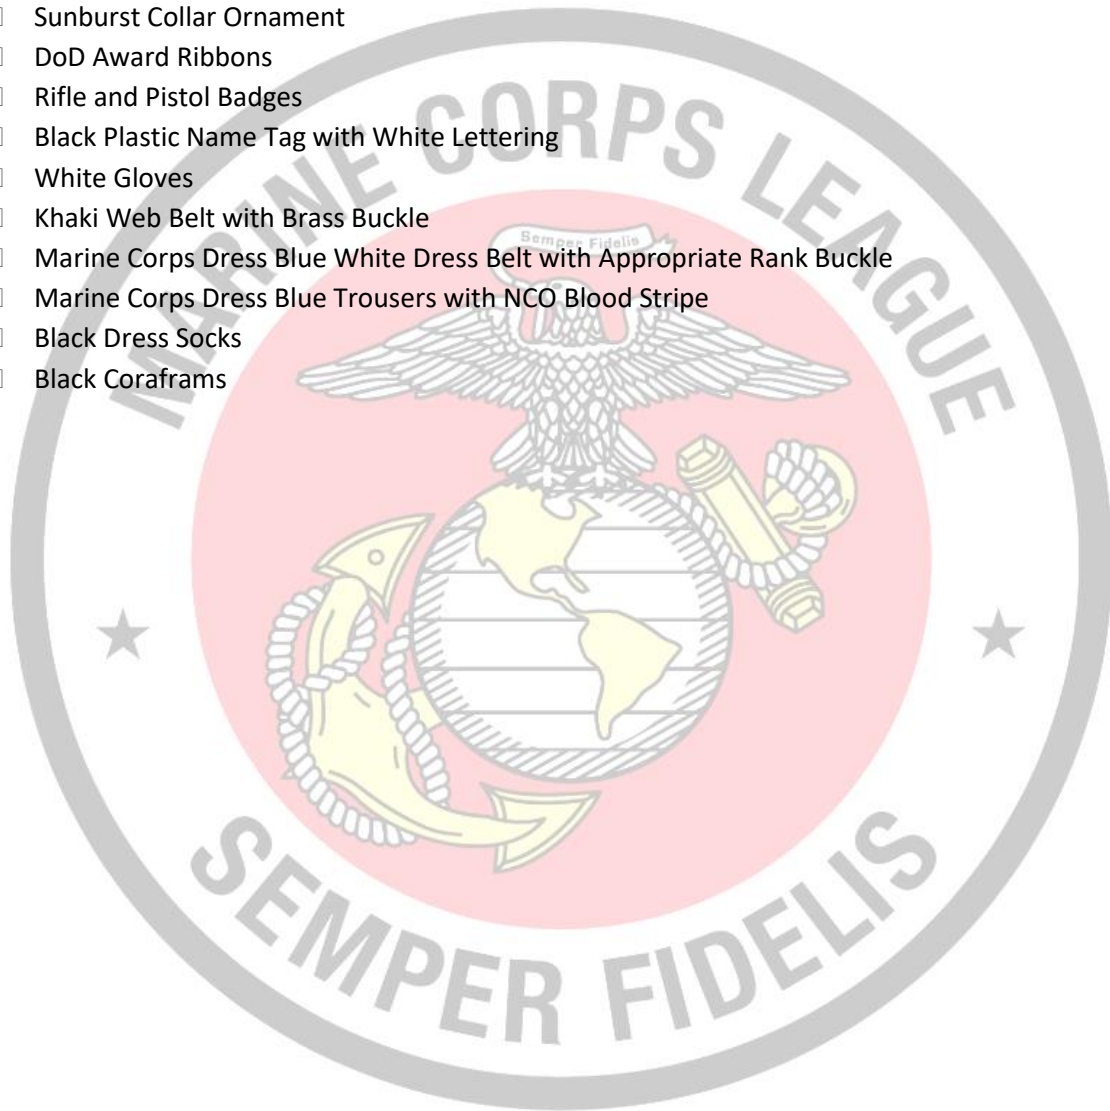 Sunburst Collar Ornament
DoD Award Ribbons
Rifle and Pistol Badges
Black Plastic Name Tag with White Lettering
White Gloves
Khaki Web Belt with Brass Buckle
Marine Corps Dress Blue White Dress Belt with Appropriate Rank Buckle
Marine Corps Dress Blue Trousers with NCO Blood Stripe
Black Dress Socks
Black Coraframs
MARINE CORPS LEAGUE
Semper Fidelis
SEMPER FIDELIS